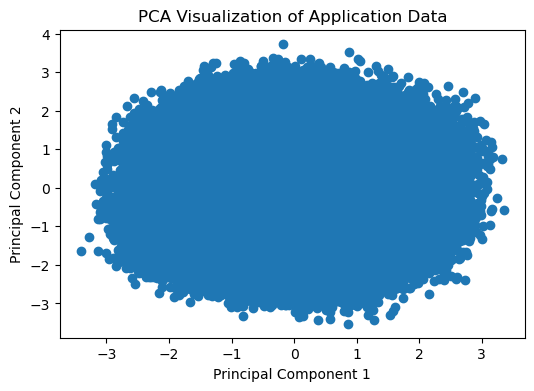 PCA Visualization of Application Data
4
3
2
1
0
−1
−2
−3
Principal Component 2
−3 −2 −1 0 1 2 3
Principal Component 1